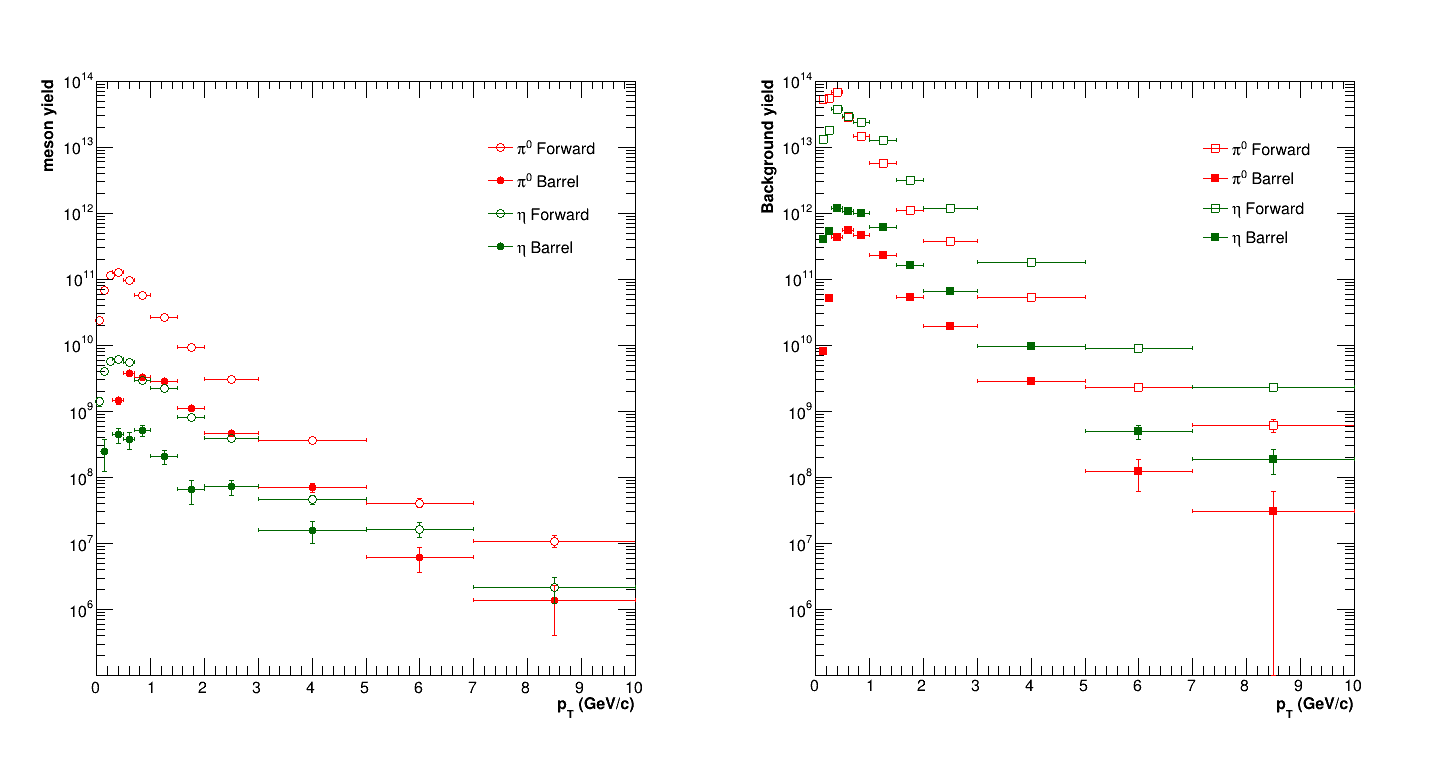 meson yield
10^14
10^13
10^12
10^11
10^10
10^9
10^8
10^7
10^6
π^0 Forward
π^0 Barrel
η Forward
η Barrel
0 1 2 3 4 5 6 7 8 9 10
p_T (GeV/c)
Background yield
10^14
10^13
10^12
10^11
10^10
10^9
10^8
10^7
10^6
π^0 Forward
π^0 Barrel
η Forward
η Barrel
0 1 2 3 4 5 6 7 8 9 10
p_T (GeV/c)